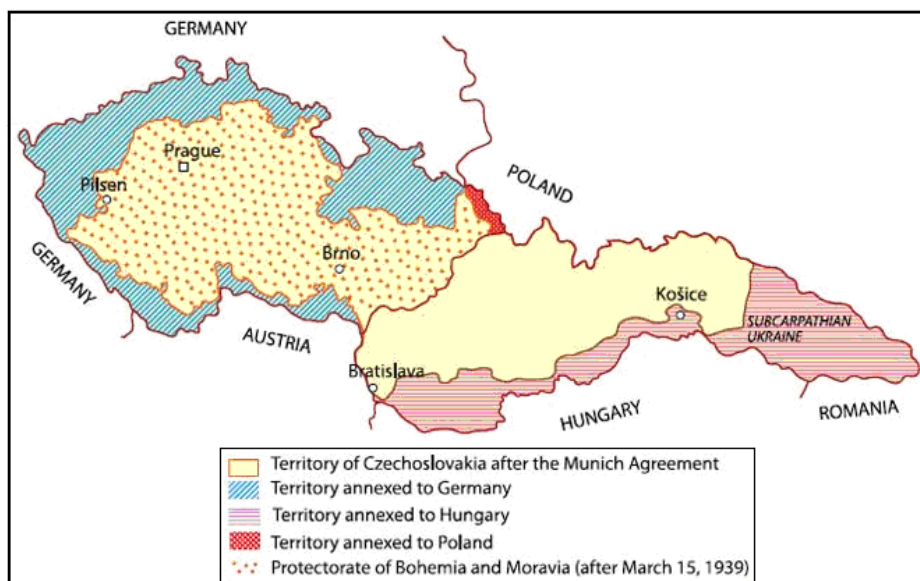 GERMANY
Prague
Pilsen
POLAND
GERMANY
Brno
Košice
SUBCARPATHIAN
UKRAINE
AUSTRIA
Bratislava
HUNGARY
ROMANIA
Territory of Czechoslovakia after the Munich Agreement
Territory annexed to Germany
Territory annexed to Hungary
Territory annexed to Poland
Protectorate of Bohemia and Moravia (after March 15, 1939)